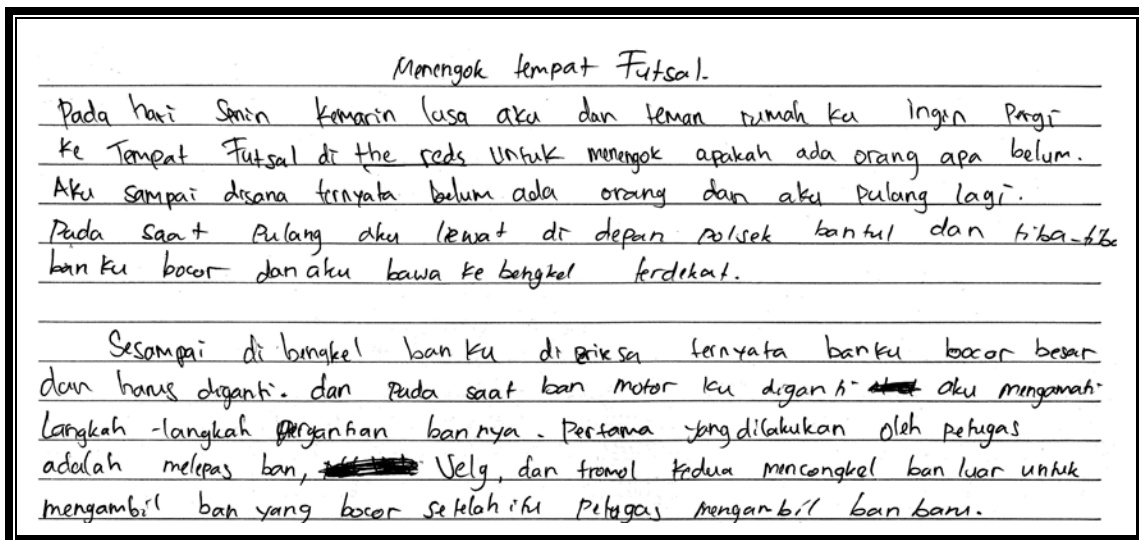 Menengok tempat Futsal.
Pada hari Senin kemarin lusa aku dan teman rumah ku ingin Pergi
ke Tempat Futsal di the reds untuk menengok apakah ada orang apa belum.
Aku sampai disana ternyata belum ada orang dan aku pulang lagi.
Pada saat pulang aku lewat di depan polsek bantul dan tiba-tiba
ban ku bocor dan aku bawa ke bengkel terdekat.
Sesampai di bengkel ban ku di periksa ternyata banku bocor besar
dan harus diganti. dan pada saat ban motor ku diganti aku mengamati
Langkah -langkah pergantian ban nya. Pertama yang dilakukan oleh petugas
adalah melepas ban, Velg, dan tromol kedua mencongkel ban luar untuk
mengambil ban yang bocor setelah itu petugas mengambil ban baru.